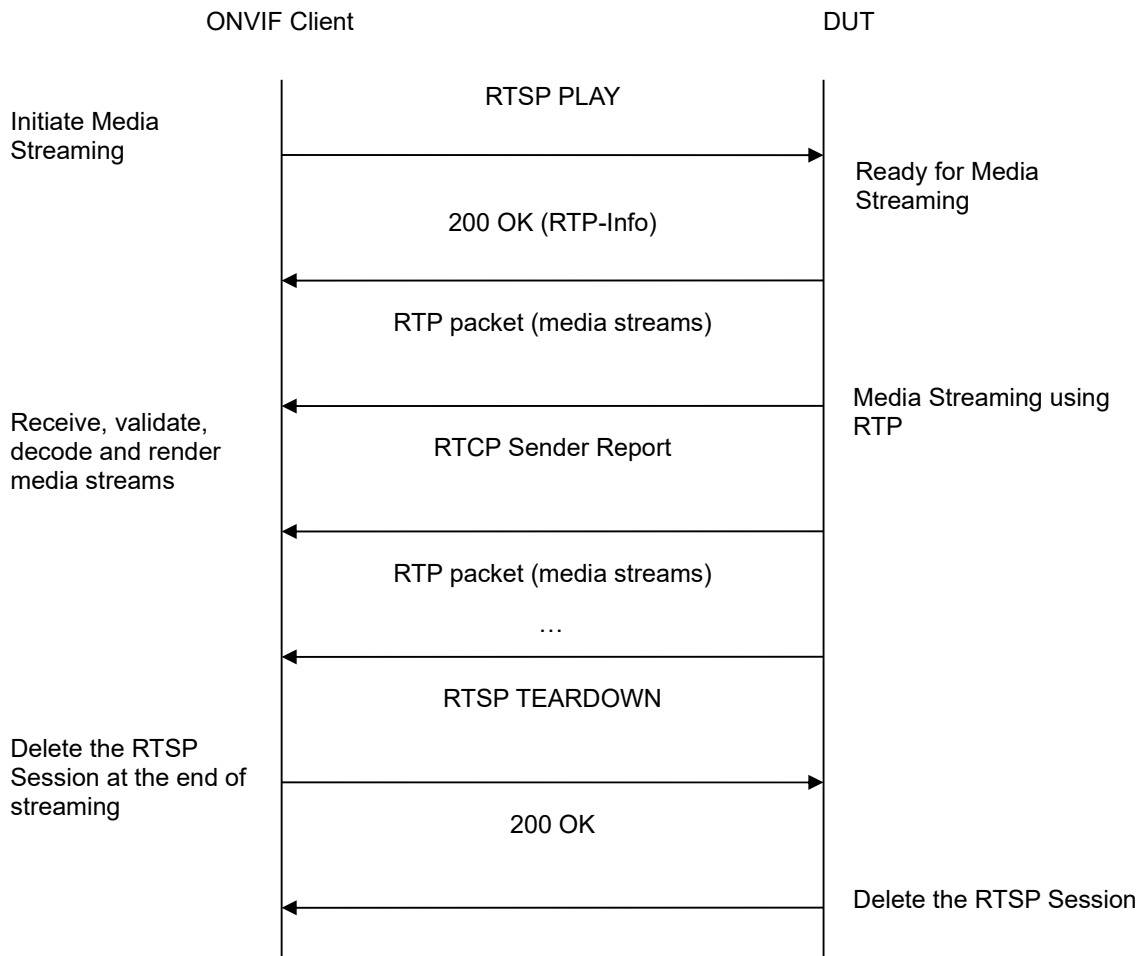 ONVIF Client
DUT
RTSP PLAY
Initiate Media
Streaming
Ready for Media
Streaming
200 OK (RTP-Info)
RTP packet (media streams)
Media Streaming using
RTP
Receive, validate,
decode and render
media streams
RTCP Sender Report
RTP packet (media streams)
…
RTSP TEARDOWN
Delete the RTSP
Session at the end of
streaming
200 OK
Delete the RTSP Session